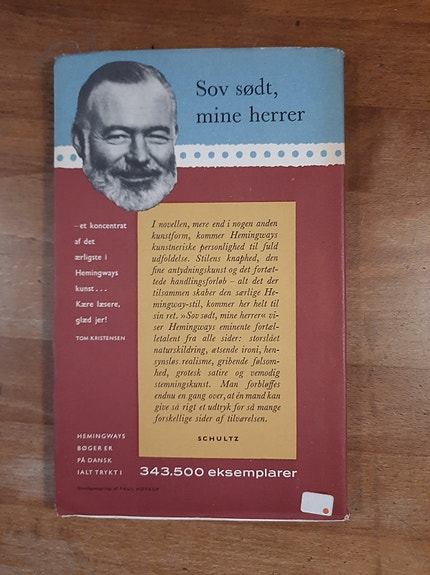 Sov sødt,
mine herrer
– et koncentrat
af det
ærligste i
Hemingways
kunst...
Kære læsere,
glæd jer!
TOM KRISTENSEN
I novellen, mere end i nogen anden
kunstform, kommer Hemingways
kunstneriske personlighed til fuld
udfoldelse. Stilens knaphed, den
fine antydningskunst og det fortæt-
tede handlingsforløb – alt det der
tilsammen skaber den særlige He-
mingway-stil, kommer her helt til
sin ret. »Sov sødt, mine herrer« vi-
ser Hemingways eminente fortæl-
letalent fra alle sider: storslået
naturskildring, ætsende ironi, hen-
synsløs realisme, gribende følsom-
hed, grotesk satire og vemodig
stemningskunst. Man forbløffes
endnu en gang over, at én mand kan
give så rigt et udtryk for så mange
forskellige sider af tilværelsen.
SCHULTZ
HEMINGWAYS
BØGER ER
PÅ DANSK
IALT TRYKT I
343.500 eksemplarer